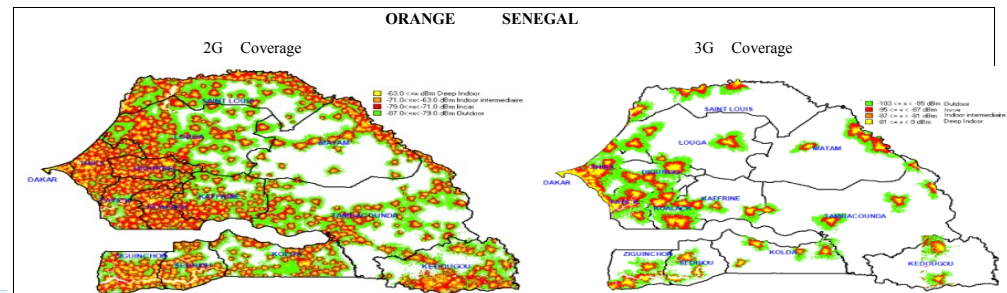 ORANGE SENEGAL
2G Coverage
-63.0 <=x dBm Deep Indoor
-71.0<=x<-63.0 dBm Indoor intermediaire
-79.0<=x<-71.0 dBm Incar
-87.0<=x<-79.0 dBm Outdoor
SAINT LOUIS
MATAM
DAKAR
KAFFRINE
TAMBACOUNDA
ZIGUINCHOR
KOLDA
KEDOUGOU
3G Coverage
-103 <= x < -95 dBm Outdoor
-95 <= x < -87 dBm Incar
-87 <= x < -81 dBm Indoor intermediaire
-81 <= x < 0 dBm Deep Indoor
SAINT LOUIS
LOUGA
MATAM
DAKAR
KAFFRINE
TAMBACOUNDA
ZIGUINCHOR
KOLDA
KEDOUGOU